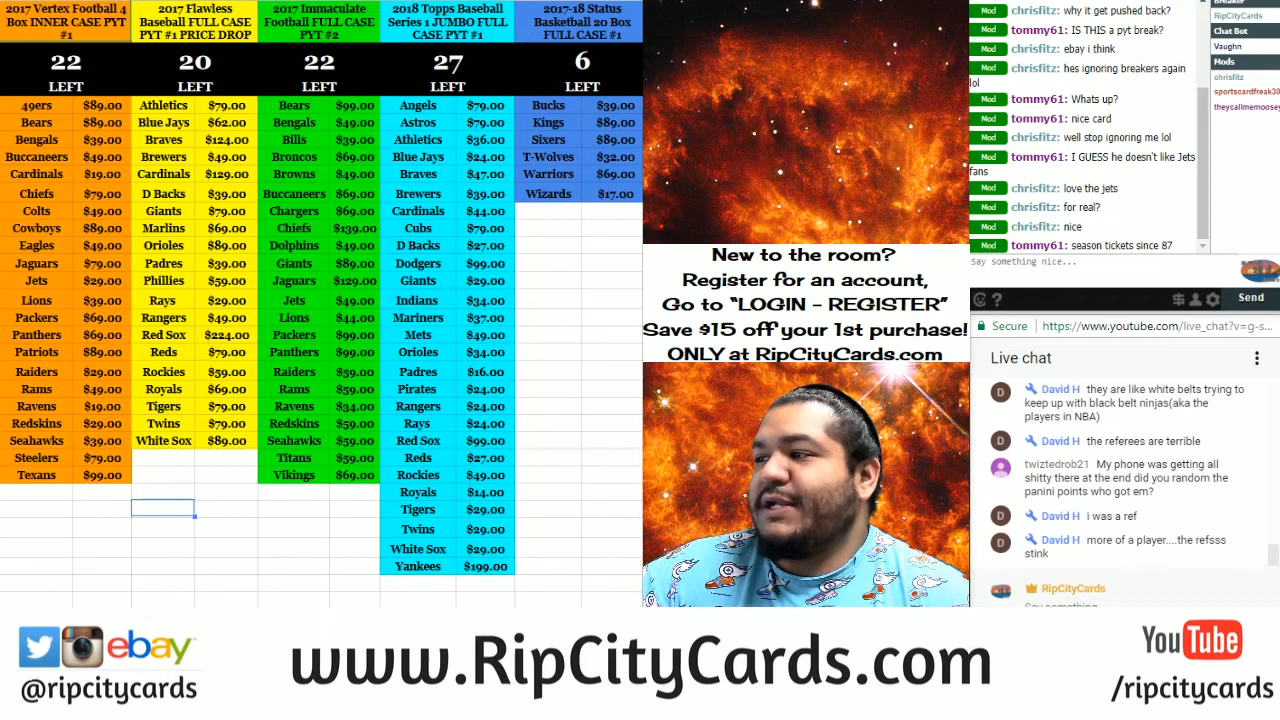 2017 Vertex Football 4
Box INNER CASE PYT
#1
22
LEFT
49ers $89.00
Bears $89.00
Bengals $39.00
Buccaneers $49.00
Cardinals $19.00
Chiefs $79.00
Colts $49.00
Cowboys $89.00
Eagles $49.00
Jaguars $79.00
Jets $29.00
Lions $39.00
Packers $69.00
Panthers $69.00
Patriots $89.00
Raiders $29.00
Rams $49.00
Ravens $19.00
Redskins $29.00
Seahawks $39.00
Steelers $79.00
Texans $99.00
2017 Flawless
Baseball FULL CASE
PYT #1 PRICE DROP
20
LEFT
Athletics $79.00
Blue Jays $62.00
Braves $124.00
Brewers $49.00
Cardinals $129.00
D Backs $39.00
Giants $79.00
Marlins $69.00
Orioles $89.00
Padres $39.00
Phillies $59.00
Rays $29.00
Rangers $49.00
Red Sox $224.00
Reds $79.00
Rockies $59.00
Royals $69.00
Tigers $79.00
Twins $79.00
White Sox $89.00
2017 Immaculate
Football FULL CASE
PYT #2
22
LEFT
Bears $99.00
Bengals $49.00
Bills $39.00
Broncos $69.00
Browns $49.00
Buccaneers $69.00
Chargers $69.00
Chiefs $139.00
Dolphins $49.00
Giants $89.00
Jaguars $129.00
Jets $49.00
Lions $44.00
Packers $99.00
Panthers $99.00
Raiders $59.00
Rams $59.00
Ravens $34.00
Redskins $59.00
Seahawks $59.00
Titans $59.00
Vikings $69.00
2018 Topps Baseball
Series 1 JUMBO FULL
CASE PYT #1
27
LEFT
Angels $79.00
Astros $79.00
Athletics $36.00
Blue Jays $24.00
Braves $47.00
Brewers $39.00
Cardinals $44.00
Cubs $79.00
D Backs $27.00
Dodgers $99.00
Giants $29.00
Indians $34.00
Mariners $37.00
Mets $49.00
Orioles $34.00
Padres $16.00
Pirates $24.00
Rangers $24.00
Rays $24.00
Red Sox $99.00
Reds $27.00
Rockies $49.00
Royals $14.00
Tigers $29.00
Twins $29.00
White Sox $29.00
Yankees $199.00
2017-18 Status
Basketball 20 Box
FULL CASE #1
6
LEFT
Bucks $39.00
Kings $89.00
Sixers $89.00
T-Wolves $32.00
Warriors $69.00
Wizards $17.00
New to the room?
Register for an account,
Go to “LOGIN - REGISTER”
Save $15 off your 1st purchase!
ONLY at RipCityCards.com
Mod chrisfitz: why it get pushed back?
Mod tommy61: IS THIS a pyt break?
Mod chrisfitz: ebay i think
Mod chrisfitz: hes ignoring breakers again
lol
Mod tommy61: Whats up?
Mod tommy61: nice card
Mod chrisfitz: well stop ignoring me lol
Mod tommy61: I GUESS he doesn't like Jets
fans
Mod chrisfitz: love the jets
Mod chrisfitz: for real?
Mod chrisfitz: nice
Mod tommy61: season tickets since 87
Say something nice...
Breaker
RipCityCards
Chat Bot
Vaughn
Mods
chrisfitz
sportscardfreak30
theycallmemoosey
Send
Secure https://www.youtube.com/live_chat?v=g-s...
Live chat
D David H they are like white belts trying to
keep up with black belt ninjas(aka the
players in NBA)
D David H the referees are terrible
twiztedrob21 My phone was getting all
shitty there at the end did you random the
panini points who got em?
D David H i was a ref
D David H more of a player....the refsss
stink
RipCityCards
Say something...
ebay
@ripcitycards
www.RipCityCards.com
YouTube
/ripcitycards